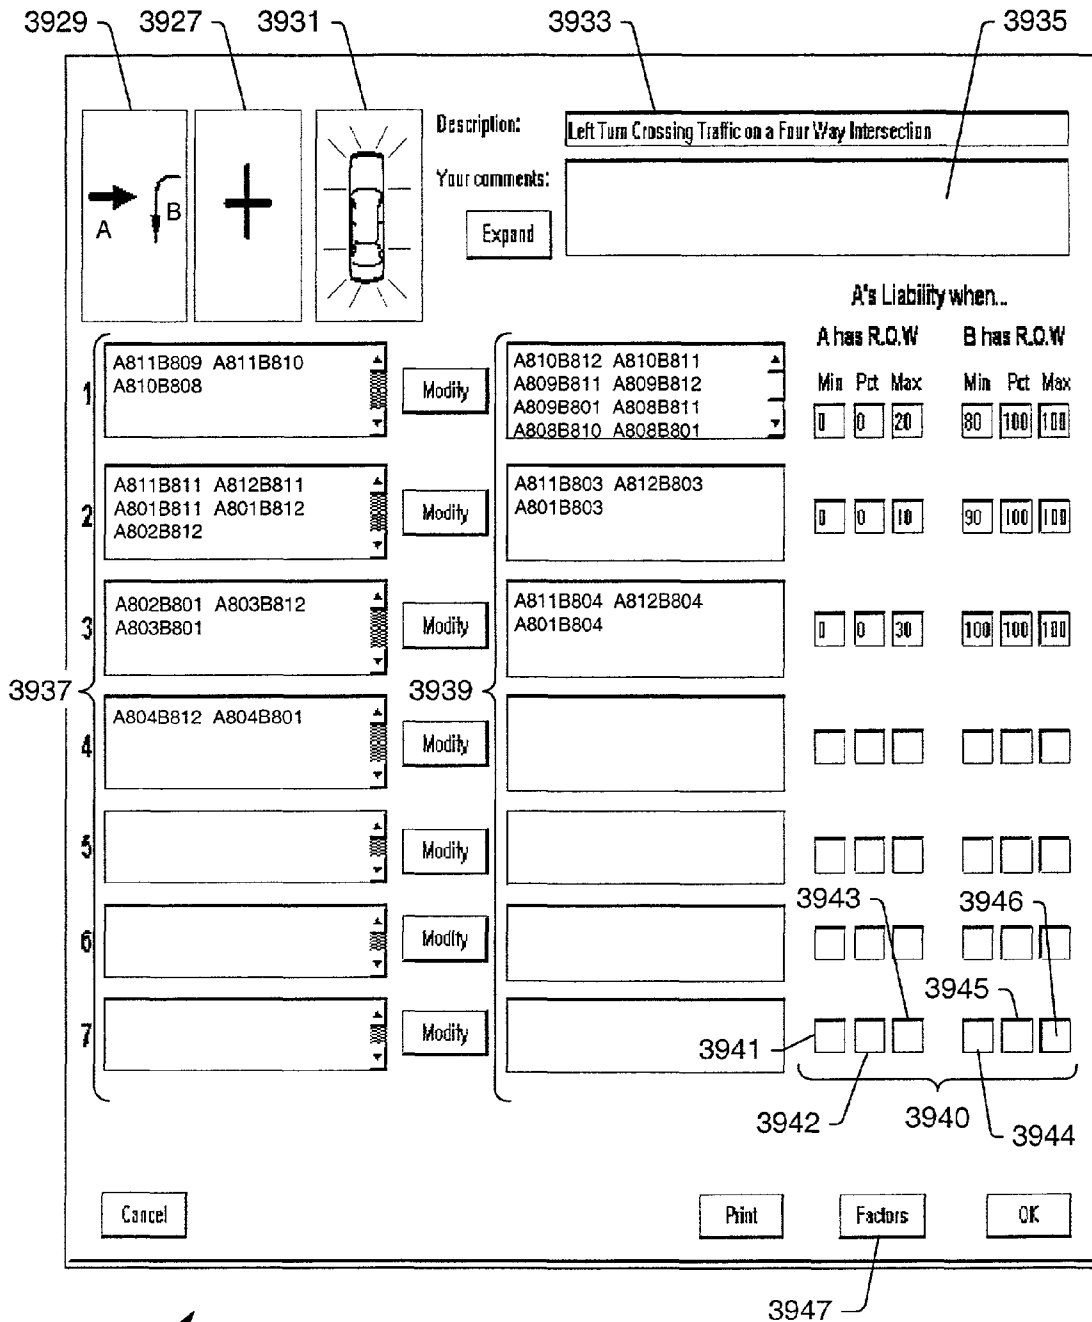 3929 3927 3931 3933 3935
Description: Left Turn Crossing Traffic on a Four Way Intersection
Your comments:
A B
Expand
A's Liability when...
A has R.O.W B has R.O.W
Min Pct Max Min Pct Max
1 A811B809 A811B810 Modify A810B812 A810B811
A810B808 A809B811 A809B812
A809B801 A808B811 0 0 20 80 100 100
A808B810 A808B801
2 A811B811 A812B811 Modify A811B803 A812B803 0 0 10 90 100 100
A801B811 A801B812 A801B803
A802B812
3 A802B801 A803B812 Modify A811B804 A812B804 0 0 30 100 100 100
A803B801 A801B804
3937 3939
4 A804B812 A804B801 Modify
5 Modify
3943 3946
6 Modify
3945
7 Modify 3941
3942 3940 3944
Cancel Print Factors OK
3947